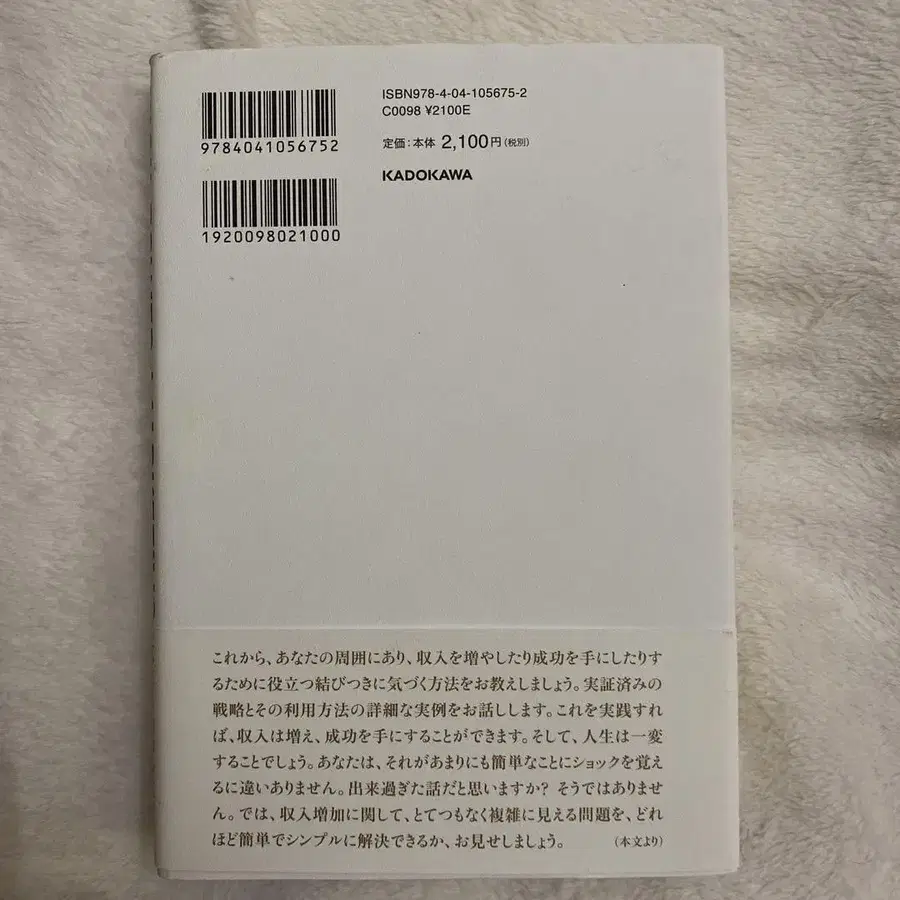 ISBN978-4-04-105675-2
C0098 ¥2100E
9784041056752
定価:本体 2,100円(税別)
KADOKAWA
1920098021000
これから、あなたの周囲にあり、収入を増やしたり成功を手にしたりす
るために役立つ結びつきに気づく方法をお教えしましょう。実証済みの
戦略とその利用方法の詳細な実例をお話しします。これを実践すれ
ば、収入は増え、成功を手にすることができます。そして、人生は一変
することでしょう。あなたは、それがあまりにも簡単なことにショックを覚え
るに違いありません。出来過ぎた話だと思いますか? そうではありませ
ん。では、収入増加に関して、とてつもなく複雑に見える問題を、どれ
ほど簡単でシンプルに解決できるか、お見せしましょう。 (本文より)